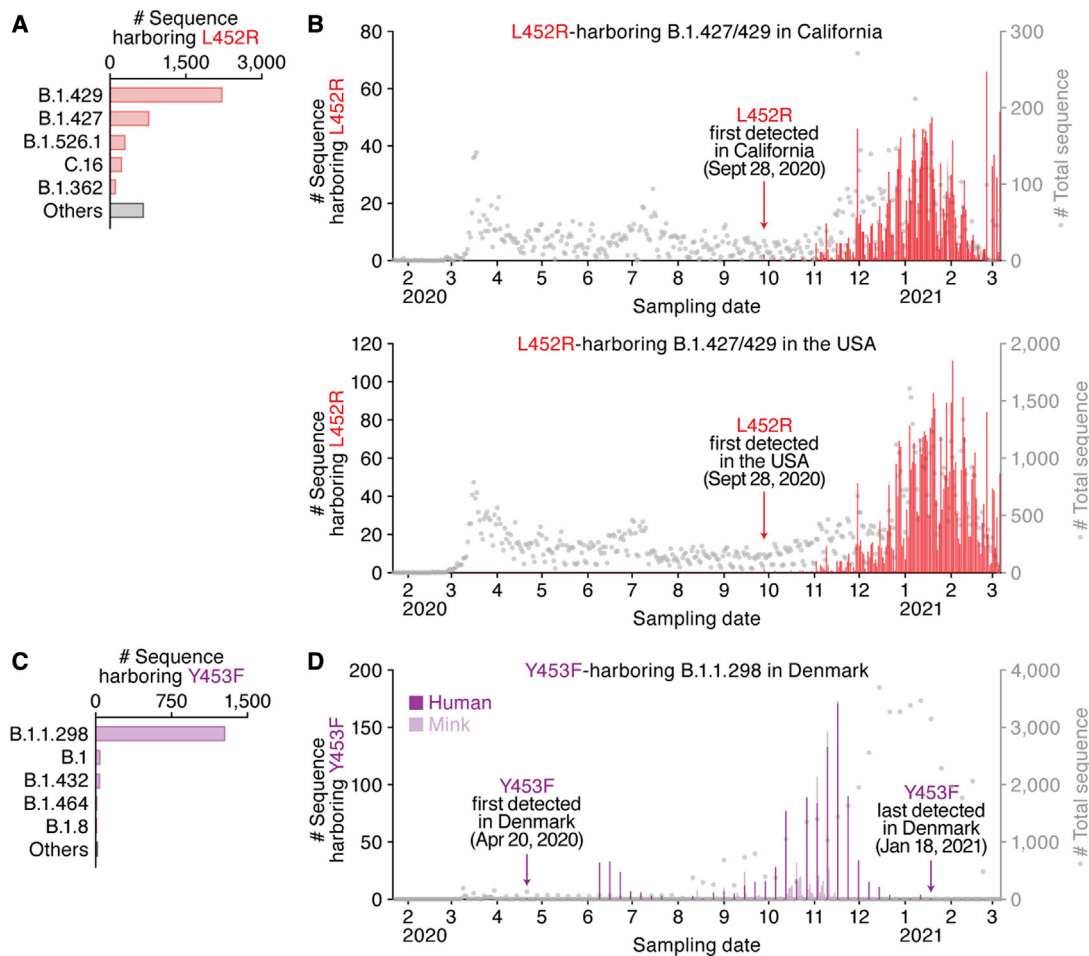 A
# Sequence
harboring L452R
0 1,500 3,000
B.1.429
B.1.427
B.1.526.1
C.16
B.1.362
Others
B
L452R-harboring B.1.427/429 in California
# Sequence
harboring L452R
80
60
40
20
0
L452R
first detected
in California
(Sept 28, 2020)
300
200
100
0
# Total sequence
2 3 4 5 6 7 8 9 10 11 12 1 2 3
2020 2021
Sampling date
L452R-harboring B.1.427/429 in the USA
# Sequence
harboring L452R
120
100
80
60
40
20
0
L452R
first detected
in the USA
(Sept 28, 2020)
2,000
1,500
1,000
500
0
# Total sequence
2 3 4 5 6 7 8 9 10 11 12 1 2 3
2020 2021
Sampling date
C
# Sequence
harboring Y453F
0 750 1,500
B.1.1.298
B.1
B.1.432
B.1.464
B.1.8
Others
D
Y453F-harboring B.1.1.298 in Denmark
Human
Mink
# Sequence
harboring Y453F
200
150
100
50
0
Y453F
first detected
in Denmark
(Apr 20, 2020)
Y453F
last detected
in Denmark
(Jan 18, 2021)
4,000
3,000
2,000
1,000
0
# Total sequence
2 3 4 5 6 7 8 9 10 11 12 1 2 3
2020 2021
Sampling date